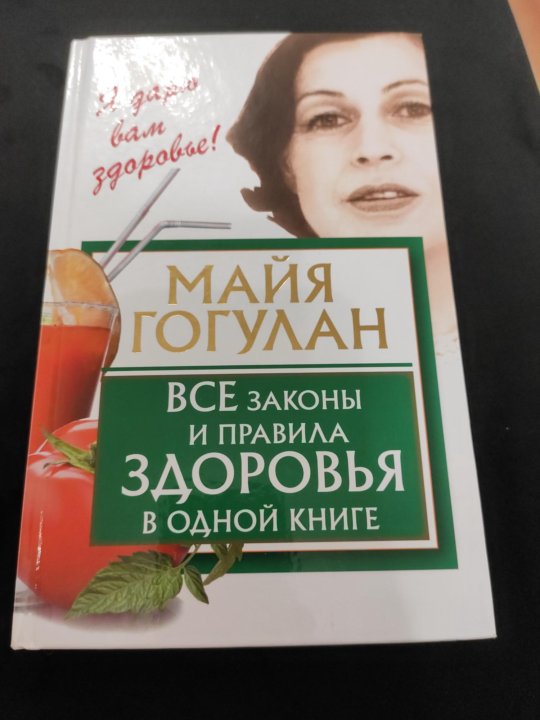 Я дарю
вам
здоровье!
МАЙЯ
ГОГУЛАН
ВСЕ ЗАКОНЫ
И ПРАВИЛА
ЗДОРОВЬЯ
В ОДНОЙ КНИГЕ